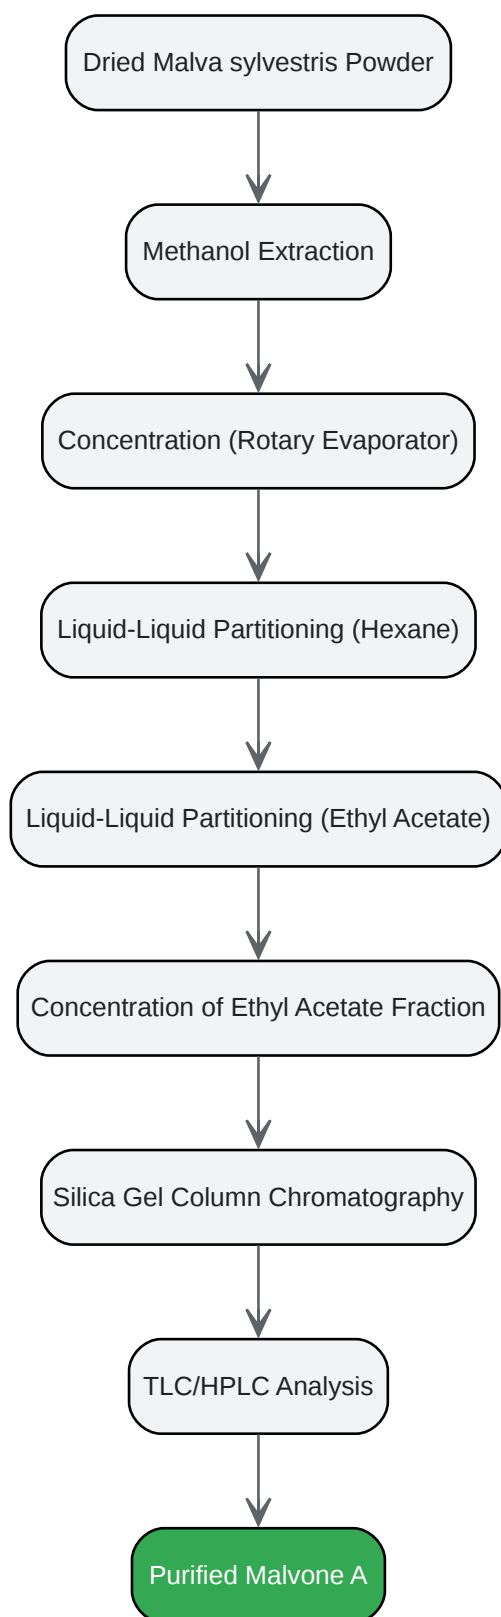 Dried Malva sylvestris Powder
Methanol Extraction
Concentration (Rotary Evaporator)
Liquid-Liquid Partitioning (Hexane)
Liquid-Liquid Partitioning (Ethyl Acetate)
Concentration of Ethyl Acetate Fraction
Silica Gel Column Chromatography
TLC/HPLC Analysis
Purified Malvone A